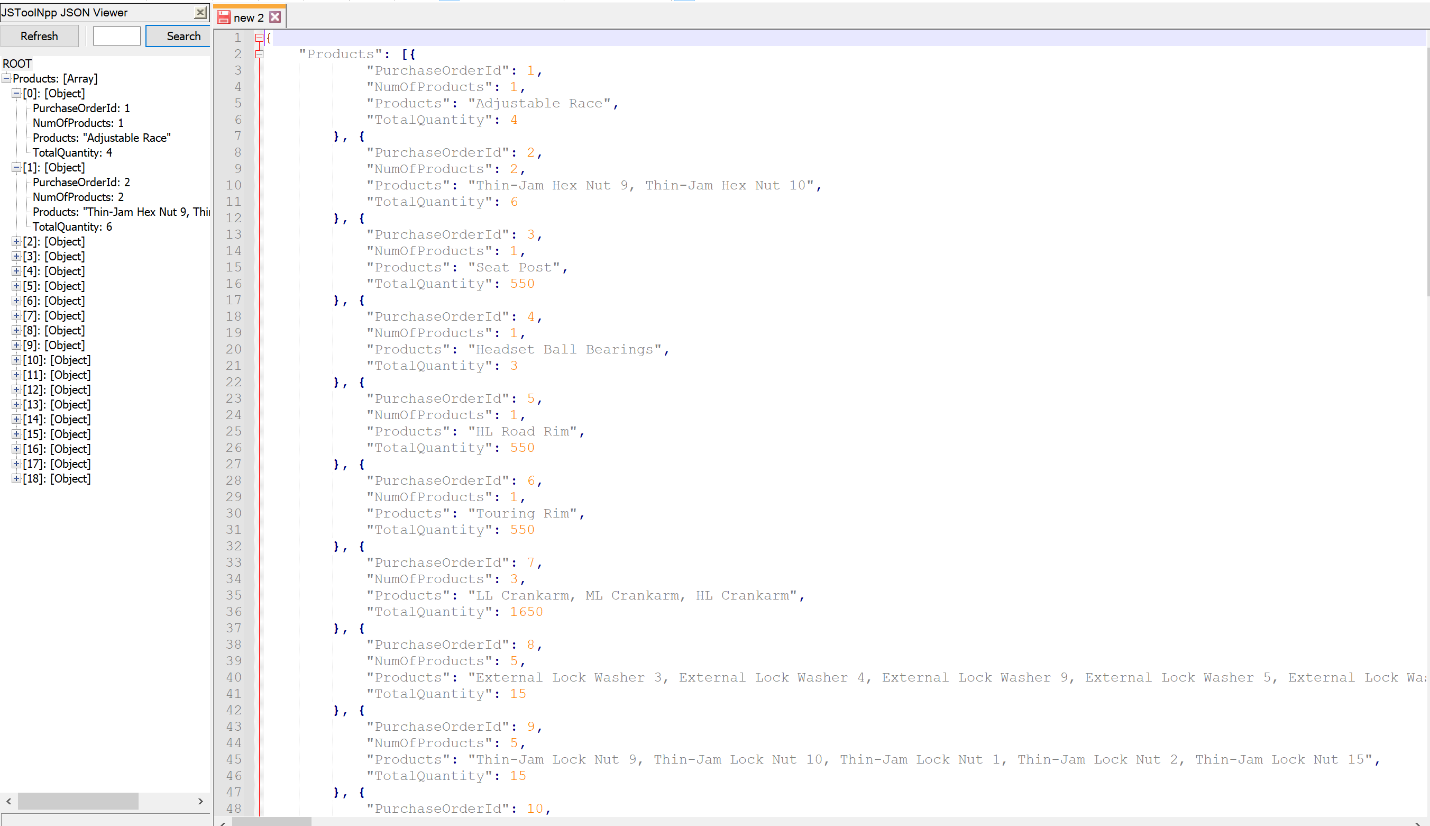 JSToolNpp JSON Viewer
Refresh
Search
ROOT
Products: [Array]
[0]: [Object]
PurchaseOrderId: 1
NumOfProducts: 1
Products: "Adjustable Race"
TotalQuantity: 4
[1]: [Object]
PurchaseOrderId: 2
NumOfProducts: 2
Products: "Thin-Jam Hex Nut 9, Thi
TotalQuantity: 6
[2]: [Object]
[3]: [Object]
[4]: [Object]
[5]: [Object]
[6]: [Object]
[7]: [Object]
[8]: [Object]
[9]: [Object]
[10]: [Object]
[11]: [Object]
[12]: [Object]
[13]: [Object]
[14]: [Object]
[15]: [Object]
[16]: [Object]
[17]: [Object]
[18]: [Object]
new 2
1 {
2 "Products": [{
3 "PurchaseOrderId": 1,
4 "NumOfProducts": 1,
5 "Products": "Adjustable Race",
6 "TotalQuantity": 4
7 }, {
8 "PurchaseOrderId": 2,
9 "NumOfProducts": 2,
10 "Products": "Thin-Jam Hex Nut 9, Thin-Jam Hex Nut 10",
11 "TotalQuantity": 6
12 }, {
13 "PurchaseOrderId": 3,
14 "NumOfProducts": 1,
15 "Products": "Seat Post",
16 "TotalQuantity": 550
17 }, {
18 "PurchaseOrderId": 4,
19 "NumOfProducts": 1,
20 "Products": "Headset Ball Bearings",
21 "TotalQuantity": 3
22 }, {
23 "PurchaseOrderId": 5,
24 "NumOfProducts": 1,
25 "Products": "HL Road Rim",
26 "TotalQuantity": 550
27 }, {
28 "PurchaseOrderId": 6,
29 "NumOfProducts": 1,
30 "Products": "Touring Rim",
31 "TotalQuantity": 550
32 }, {
33 "PurchaseOrderId": 7,
34 "NumOfProducts": 3,
35 "Products": "LL Crankarm, ML Crankarm, HL Crankarm",
36 "TotalQuantity": 1650
37 }, {
38 "PurchaseOrderId": 8,
39 "NumOfProducts": 5,
40 "Products": "External Lock Washer 3, External Lock Washer 4, External Lock Washer 9, External Lock Washer 5, External Lock Wa
41 "TotalQuantity": 15
42 }, {
43 "PurchaseOrderId": 9,
44 "NumOfProducts": 5,
45 "Products": "Thin-Jam Lock Nut 9, Thin-Jam Lock Nut 10, Thin-Jam Lock Nut 1, Thin-Jam Lock Nut 2, Thin-Jam Lock Nut 15",
46 "TotalQuantity": 15
47 }, {
48 "PurchaseOrderId": 10,